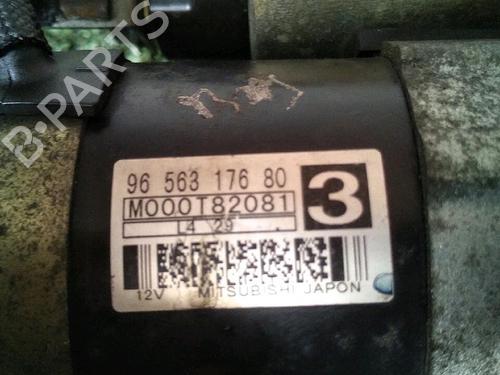 B-PARTS
96 563 176 80
M000T82081
3
L4 29
12V MITSUBISHI JAPON